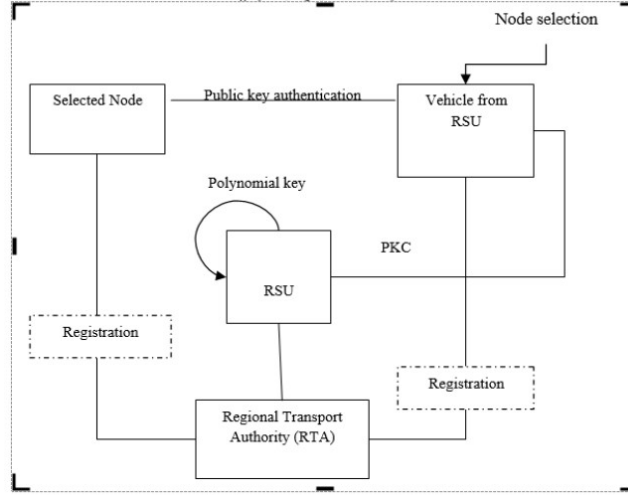 Node selection
Selected Node
Public key authentication
Vehicle from
RSU
Polynomial key
PKC
RSU
Registration
Registration
Regional Transport
Authority (RTA)